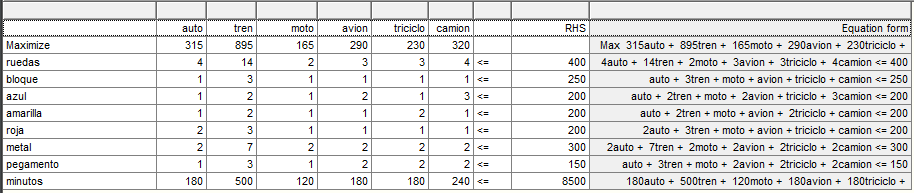 auto tren moto avion triciclo camion RHS Equation form
Maximize 315 895 165 290 230 320 Max 315auto + 895tren + 165moto + 290avion + 230triciclo +
ruedas 4 14 2 3 3 4 <= 400 4auto + 14tren + 2moto + 3avion + 3triciclo + 4camion <= 400
bloque 1 3 1 1 1 1 <= 250 auto + 3tren + moto + avion + triciclo + camion <= 250
azul 1 2 1 2 1 3 <= 200 auto + 2tren + moto + 2avion + triciclo + 3camion <= 200
amarilla 1 2 1 1 2 1 <= 200 auto + 2tren + moto + avion + 2triciclo + camion <= 200
roja 2 3 1 1 1 1 <= 200 2auto + 3tren + moto + avion + triciclo + camion <= 200
metal 2 7 2 2 2 2 <= 300 2auto + 7tren + 2moto + 2avion + 2triciclo + 2camion <= 300
pegamento 1 3 1 2 2 2 <= 150 auto + 3tren + moto + 2avion + 2triciclo + 2camion <= 150
minutos 180 500 120 180 180 240 <= 8500 180auto + 500tren + 120moto + 180avion + 180triciclo +